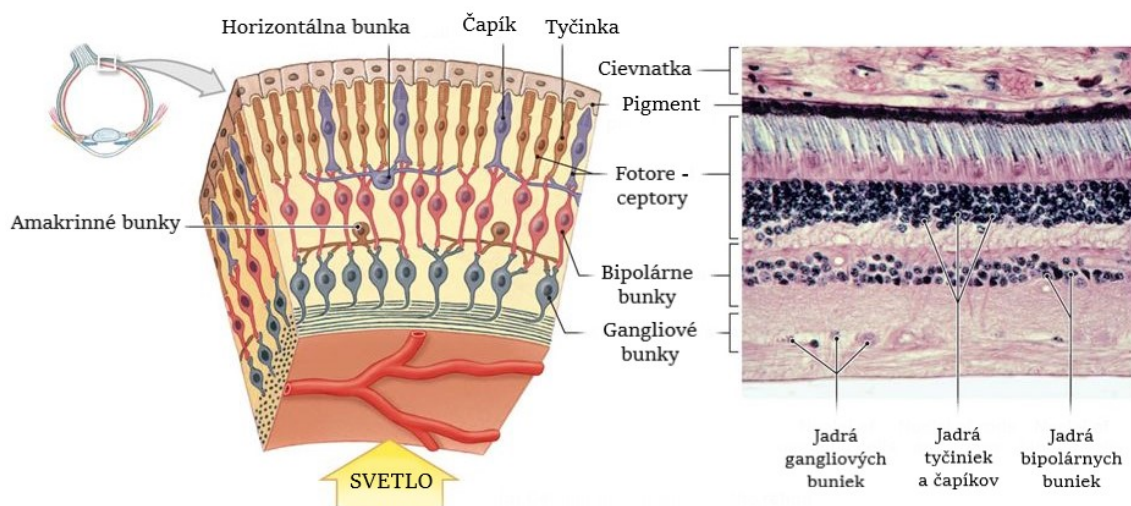 Horizontálna bunka
Čapík
Tyčinka
Cievnatka
Pigment
Fotore -
ceptory
Amakrinné bunky
Bipolárne
bunky
Gangliové
bunky
SVETLO
Jadrá
gangliových
buniek
Jadrá
tyčiniek
a čapíkov
Jadrá
bipolárnych
buniek